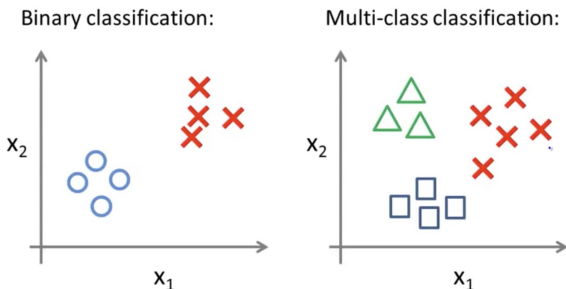 Binary classification:
Multi-class classification:
x₂
x₁
x₂
x₁